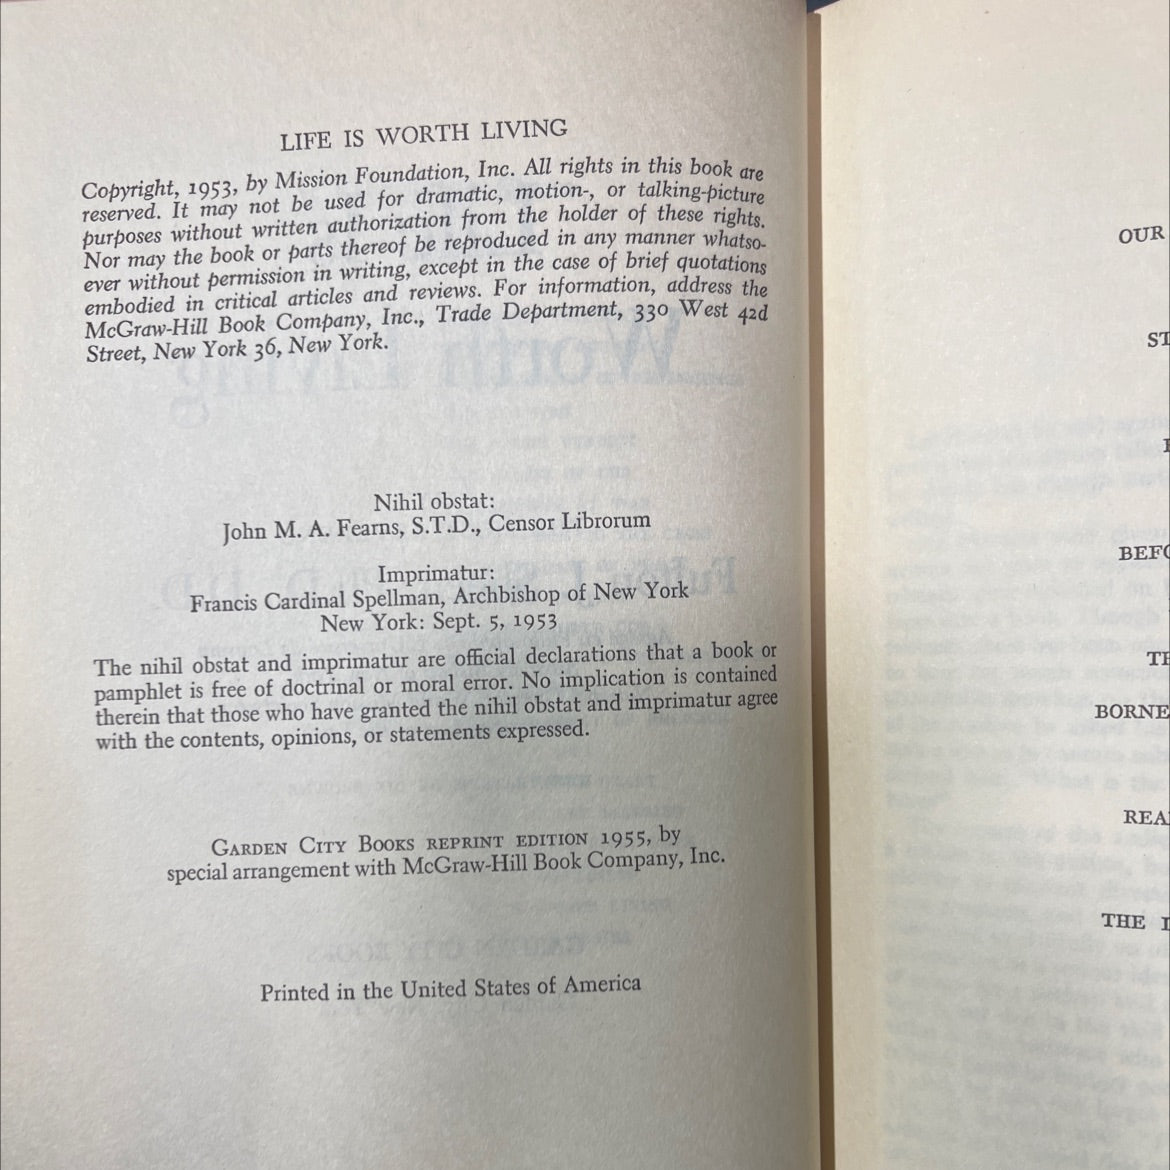 LIFE IS WORTH LIVING
Copyright, 1953, by Mission Foundation, Inc. All rights in this book are
reserved. It may not be used for dramatic, motion-, or talking-picture
purposes without written authorization from the holder of these rights.
Nor may the book or parts thereof be reproduced in any manner whatso-
ever without permission in writing, except in the case of brief quotations
embodied in critical articles and reviews. For information, address the
McGraw-Hill Book Company, Inc., Trade Department, 330 West 42d
Street, New York 36, New York.
Nihil obstat:
John M. A. Fearns, S.T.D., Censor Librorum
Imprimatur:
Francis Cardinal Spellman, Archbishop of New York
New York: Sept. 5, 1953
The nihil obstat and imprimatur are official declarations that a book or
pamphlet is free of doctrinal or moral error. No implication is contained
therein that those who have granted the nihil obstat and imprimatur agree
with the contents, opinions, or statements expressed.
GARDEN CITY BOOKS REPRINT EDITION 1955, by
special arrangement with McGraw-Hill Book Company, Inc.
Printed in the United States of America
OUR
ST
BEFO
TH
BORNE
REA
THE